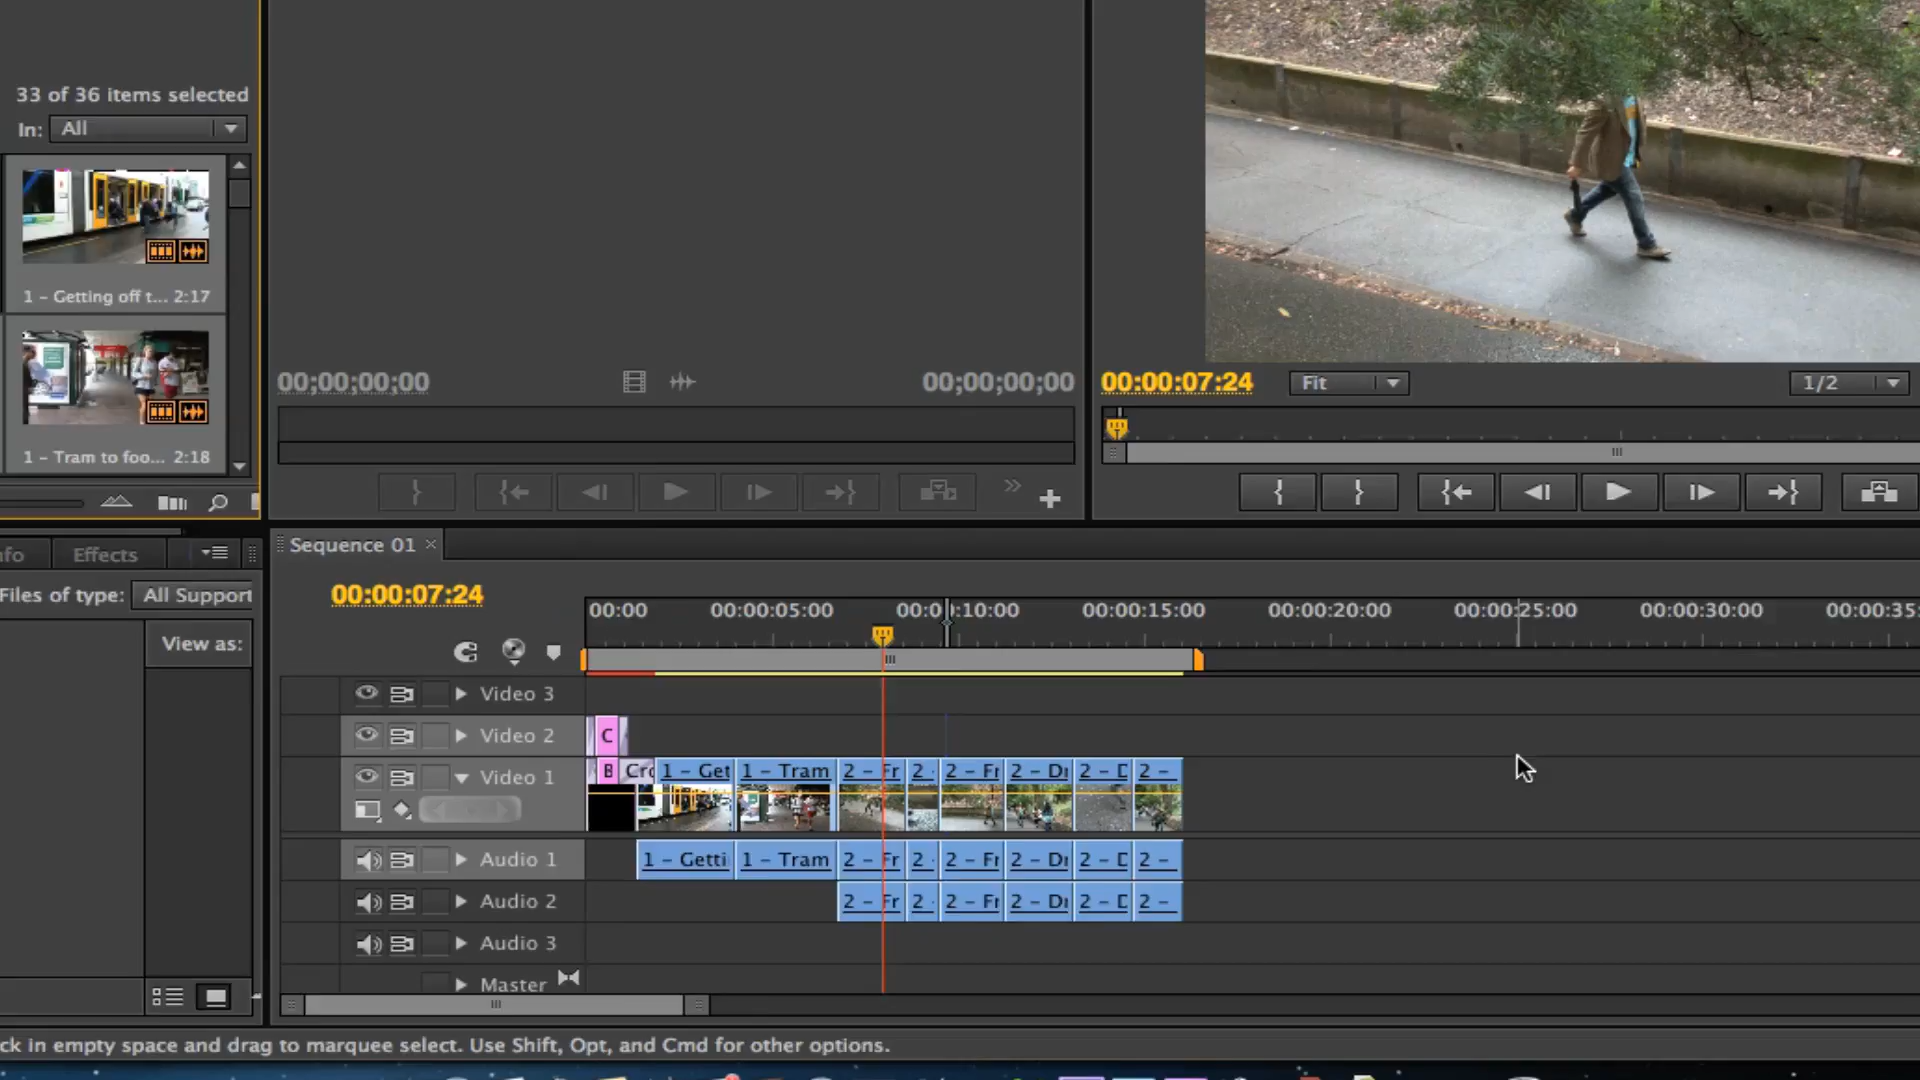 33 of 36 items selected
In: All
1 - Getting off t... 2:17
1 - Tram to foo... 2:18
00;00;00;00
00;00;00;00
00:00:07:24
Fit
1/2
fo
Effects
Files of type: All Support
View as:
Sequence 01
00:00:07:24
00:00
00:00:05:00
00:00:10:00
00:00:15:00
00:00:20:00
00:00:25:00
00:00:30:00
00:00:35:
Video 3
Video 2
C
Video 1
B Cro 1 - Get 1 - Tram 2 - Fr 2 - 2 - Fr 2 - Dr 2 - D 2 -
Audio 1
1 - Getti 1 - Tram 2 - Fr 2 - 2 - Fr 2 - Dr 2 - D 2 -
Audio 2
2 - Fr 2 - 2 - Fr 2 - Dr 2 - D 2 -
Audio 3
Master
ck in empty space and drag to marquee select. Use Shift, Opt, and Cmd for other options.